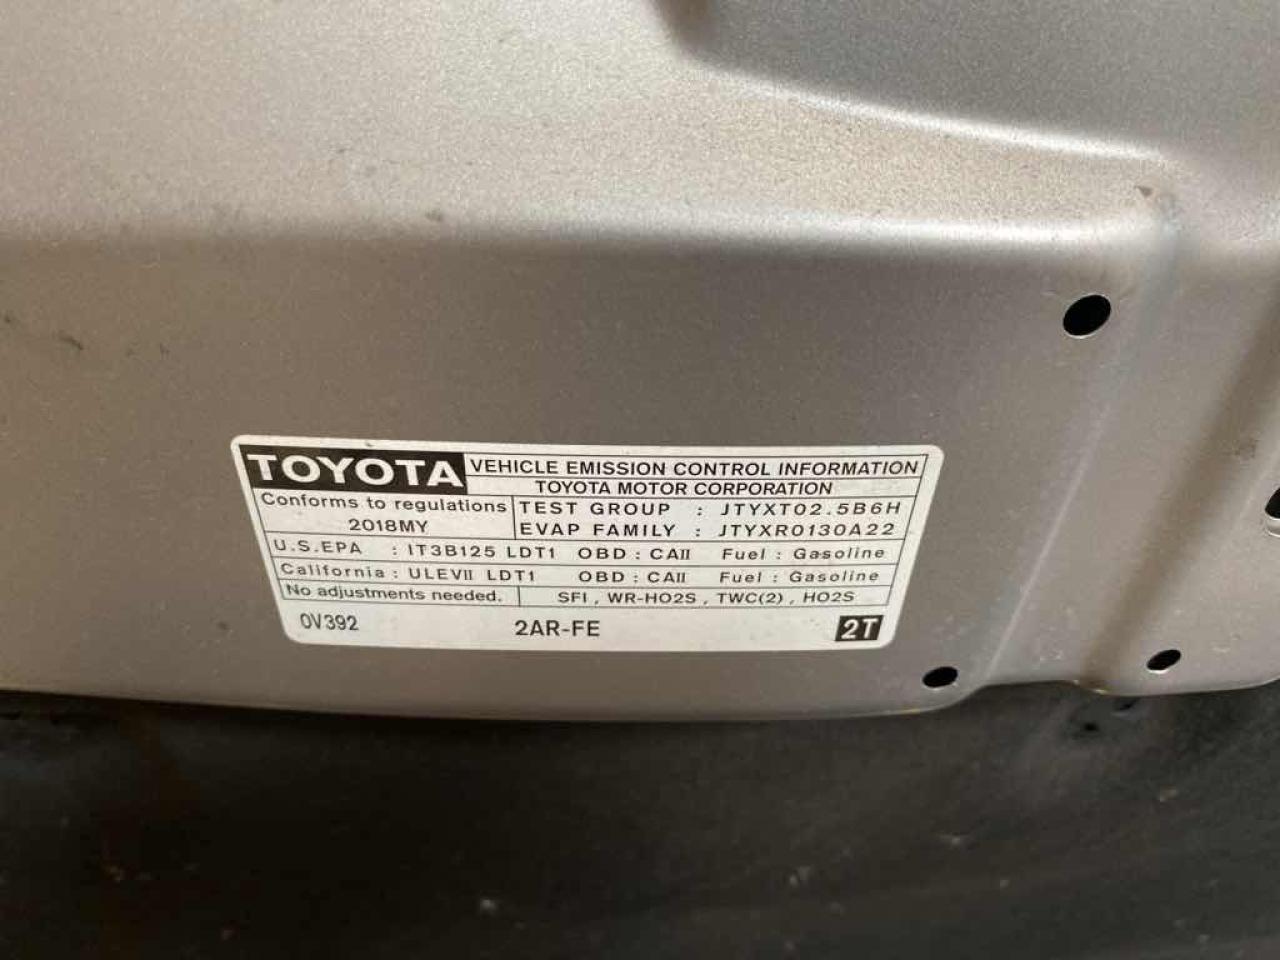 TOYOTA VEHICLE EMISSION CONTROL INFORMATION
TOYOTA MOTOR CORPORATION
Conforms to regulations TEST GROUP : JTYXT02.5B6H
2018MY EVAP FAMILY : JTYXR0130A22
U.S.EPA : IT3B125 LDT1 OBD : CAII Fuel : Gasoline
California : ULEVII LDT1 OBD : CAII Fuel : Gasoline
No adjustments needed. SFI , WR-HO2S , TWC(2) , HO2S
0V392 2AR-FE 2T